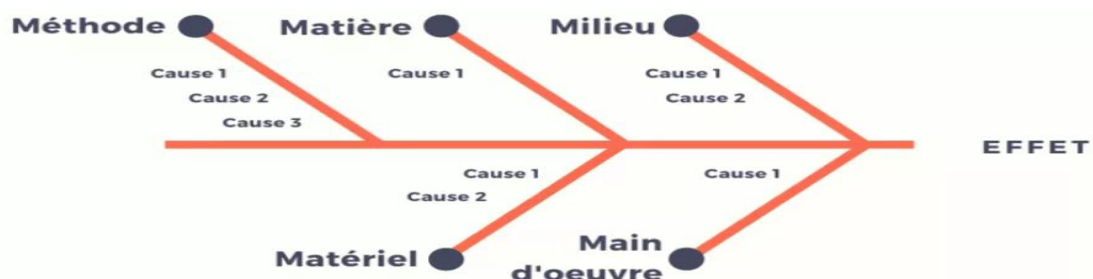 Méthode
Matière
Milieu
Cause 1
Cause 2
Cause 3
Cause 1
Cause 1
Cause 2
EFFET
Cause 1
Cause 2
Cause 1
Matériel
Main
d'oeuvre